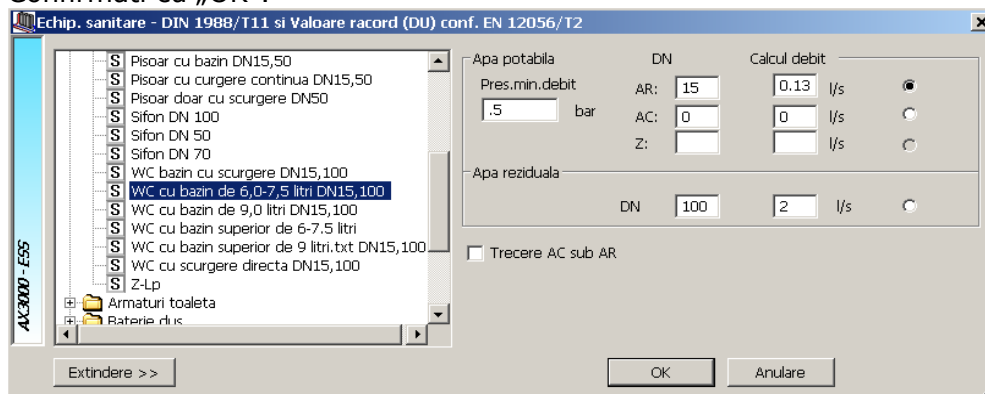 Echip. sanitare - DIN 1988/T11 si Valoare racord (DU) conf. EN 12056/T2
AX3000 - E55
S Pisoar cu bazin DN15,50
S Pisoar cu curgere continua DN15,50
S Pisoar doar cu scurgere DN50
S Sifon DN 100
S Sifon DN 50
S Sifon DN 70
S WC bazin cu scurgere DN15,100
S WC cu bazin de 6,0-7,5 litri DN15,100
S WC cu bazin de 9,0 litri DN15,100
S WC cu bazin superior de 6-7.5 litri
S WC cu bazin superior de 9 litri.txt DN15,100
S WC cu scurgere directa DN15,100
S Z-Lp
Armaturi toaleta
Baterie dus
Apa potabila DN Calcul debit
Pres.min.debit
.5 bar
AR: 15 0.13 l/s
AC: 0 0 l/s
Z: l/s
Apa reziduala
DN 100 2 l/s
Trecere AC sub AR
Extindere >> OK Anulare